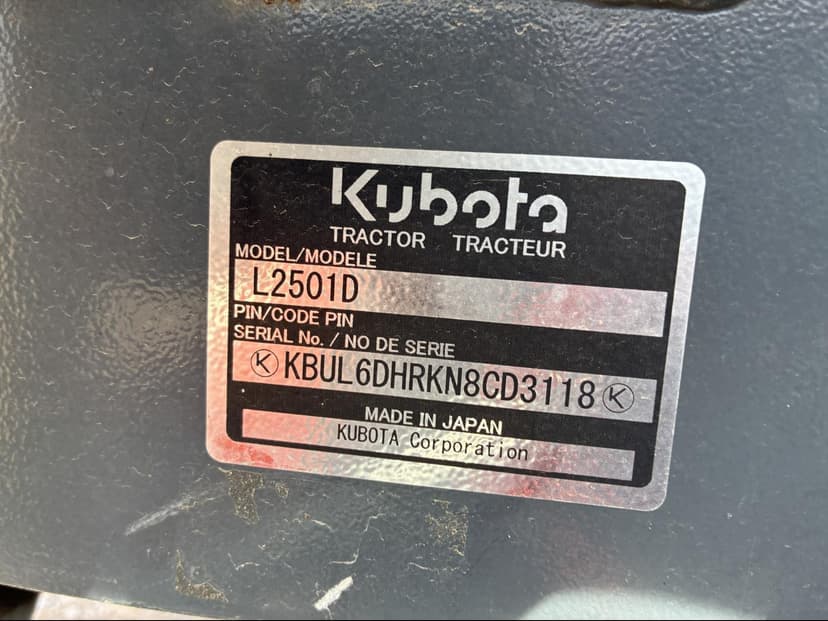 Kubota
TRACTOR TRACTEUR
MODEL/MODELE
L2501D
PIN/CODE PIN
SERIAL No. / NO DE SERIE
K KBUL6DHRKN8CD3118 K
MADE IN JAPAN
KUBOTA Corporation